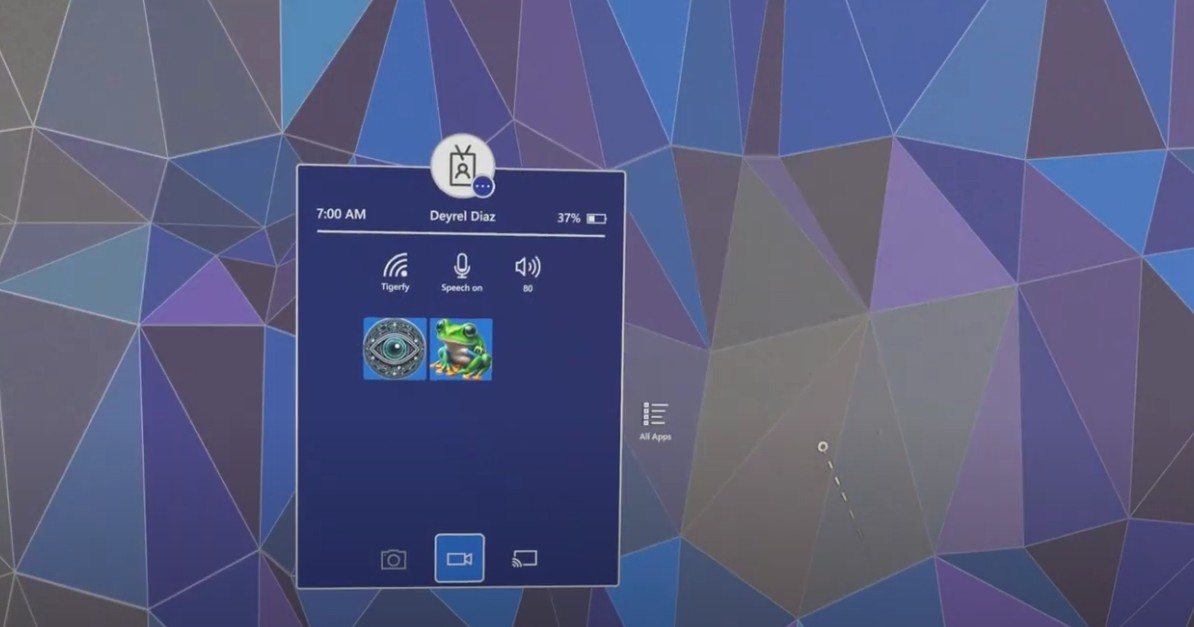 7:00 AM Deyrel Diaz 37%
Tigerfy Speech on 80
All Apps